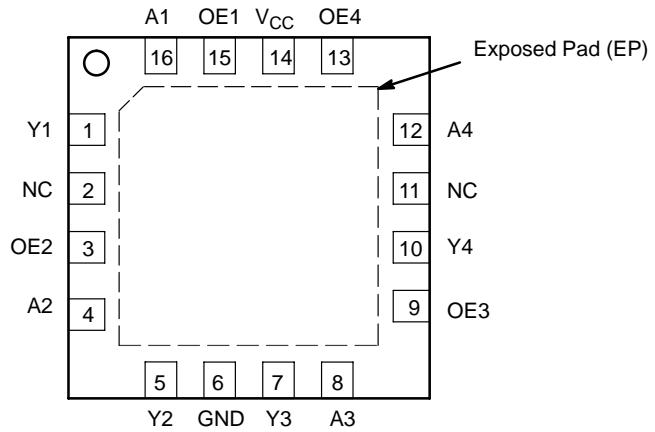 A1 OE1 VCC OE4
16 15 14 13
Exposed Pad (EP)
Y1 1
NC 2
OE2 3
A2 4
12 A4
11 NC
10 Y4
9 OE3
5 6 7 8
Y2 GND Y3 A3